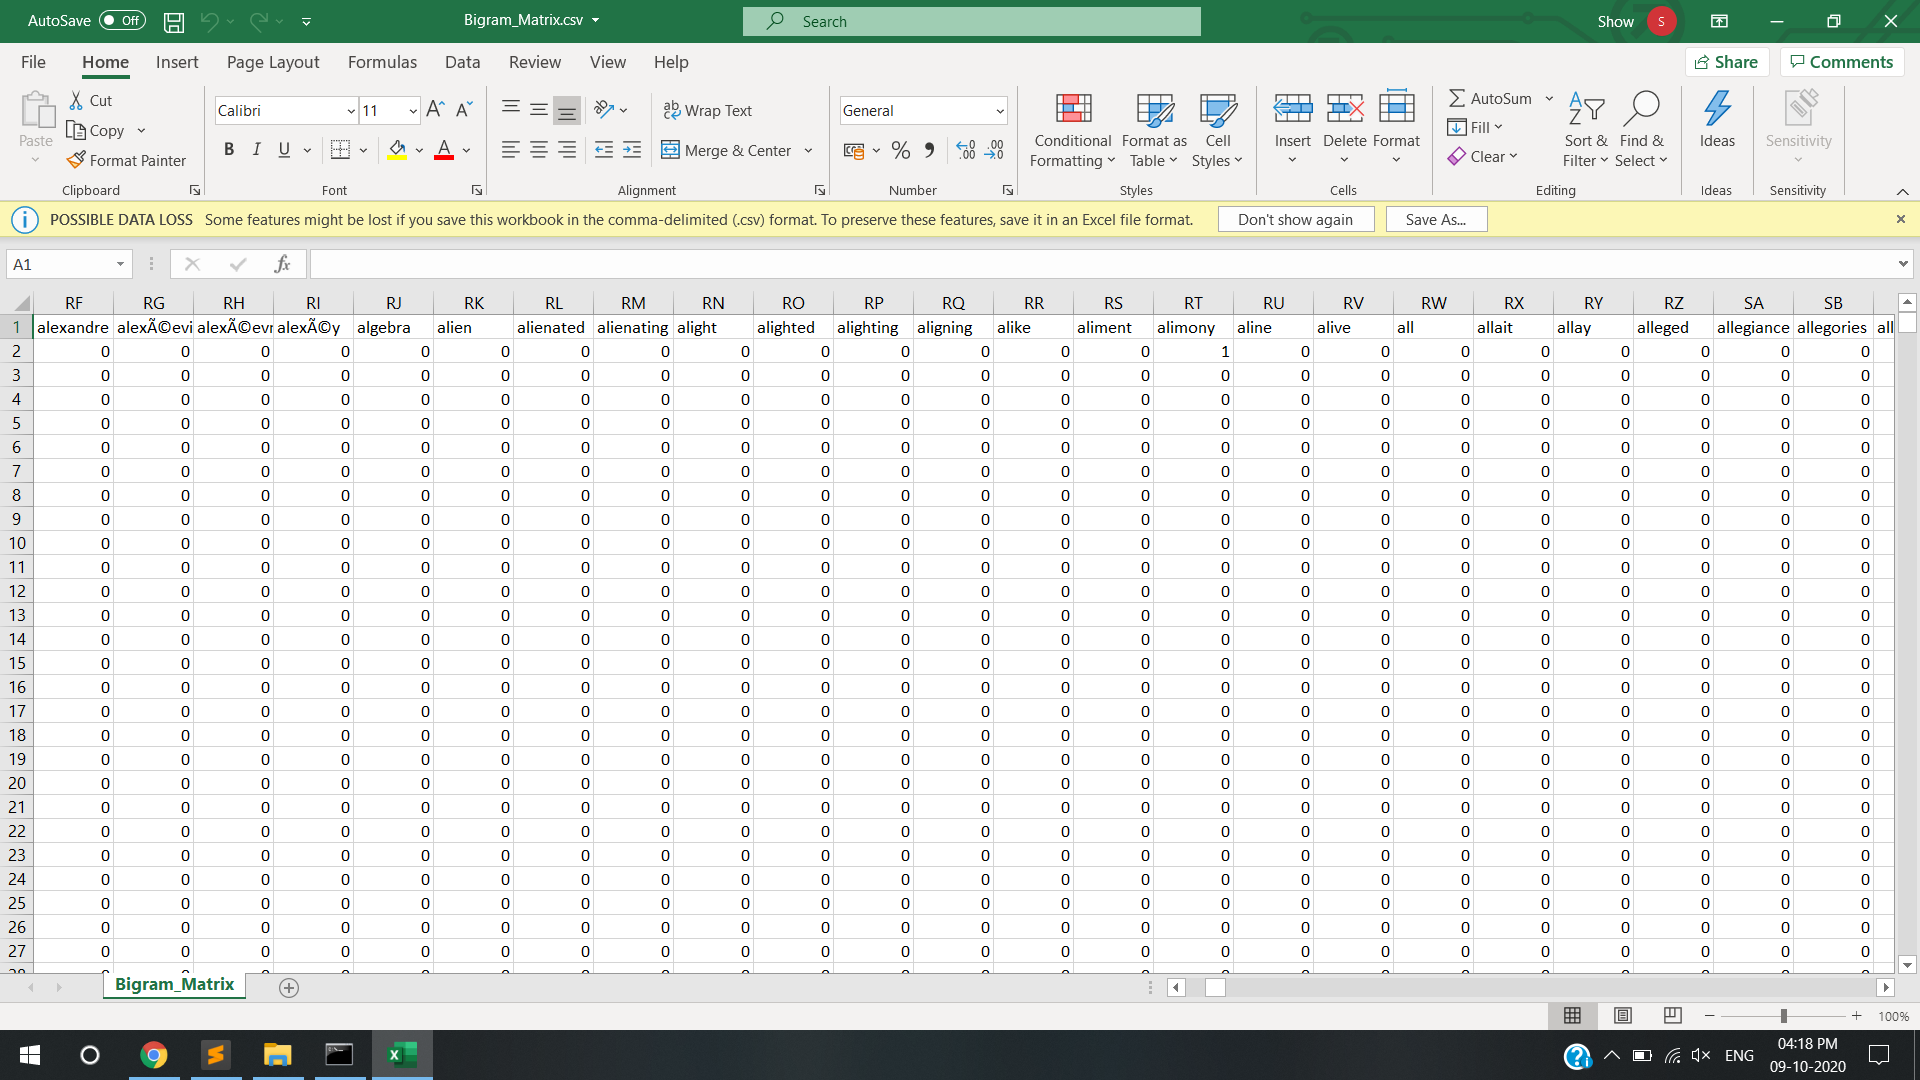 AutoSave Off Bigram_Matrix.csv Search Show S
File Home Insert Page Layout Formulas Data Review View Help Share Comments
Paste Cut Copy Format Painter Clipboard
Calibri 11 A A B I U A Font
ab Wrap Text Merge & Center Alignment
General % Number
Conditional Formatting Format as Table Cell Styles Styles
Insert Delete Format Cells
AutoSum Fill Clear Sort & Filter Find & Select Editing
Ideas Ideas
Sensitivity Sensitivity
POSSIBLE DATA LOSS Some features might be lost if you save this workbook in the comma-delimited (.csv) format. To preserve these features, save it in an Excel file format. Don't show again Save As...
A1 fx
RF RG RH RI RJ RK RL RM RN RO RP RQ RR RS RT RU RV RW RX RY RZ SA SB
1 alexandre alexÃ©evi alexÃ©evr alexÃ©y algebra alien alienated alienating alight alighted alighting aligning alike aliment alimony aline alive all allait allay alleged allegiance allegories all
2 0 0 0 0 0 0 0 0 0 0 0 0 0 0 1 0 0 0 0 0 0 0 0
3 0 0 0 0 0 0 0 0 0 0 0 0 0 0 0 0 0 0 0 0 0 0 0
4 0 0 0 0 0 0 0 0 0 0 0 0 0 0 0 0 0 0 0 0 0 0 0
5 0 0 0 0 0 0 0 0 0 0 0 0 0 0 0 0 0 0 0 0 0 0 0
6 0 0 0 0 0 0 0 0 0 0 0 0 0 0 0 0 0 0 0 0 0 0 0
7 0 0 0 0 0 0 0 0 0 0 0 0 0 0 0 0 0 0 0 0 0 0 0
8 0 0 0 0 0 0 0 0 0 0 0 0 0 0 0 0 0 0 0 0 0 0 0
9 0 0 0 0 0 0 0 0 0 0 0 0 0 0 0 0 0 0 0 0 0 0 0
10 0 0 0 0 0 0 0 0 0 0 0 0 0 0 0 0 0 0 0 0 0 0 0
11 0 0 0 0 0 0 0 0 0 0 0 0 0 0 0 0 0 0 0 0 0 0 0
12 0 0 0 0 0 0 0 0 0 0 0 0 0 0 0 0 0 0 0 0 0 0 0
13 0 0 0 0 0 0 0 0 0 0 0 0 0 0 0 0 0 0 0 0 0 0 0
14 0 0 0 0 0 0 0 0 0 0 0 0 0 0 0 0 0 0 0 0 0 0 0
15 0 0 0 0 0 0 0 0 0 0 0 0 0 0 0 0 0 0 0 0 0 0 0
16 0 0 0 0 0 0 0 0 0 0 0 0 0 0 0 0 0 0 0 0 0 0 0
17 0 0 0 0 0 0 0 0 0 0 0 0 0 0 0 0 0 0 0 0 0 0 0
18 0 0 0 0 0 0 0 0 0 0 0 0 0 0 0 0 0 0 0 0 0 0 0
19 0 0 0 0 0 0 0 0 0 0 0 0 0 0 0 0 0 0 0 0 0 0 0
20 0 0 0 0 0 0 0 0 0 0 0 0 0 0 0 0 0 0 0 0 0 0 0
21 0 0 0 0 0 0 0 0 0 0 0 0 0 0 0 0 0 0 0 0 0 0 0
22 0 0 0 0 0 0 0 0 0 0 0 0 0 0 0 0 0 0 0 0 0 0 0
23 0 0 0 0 0 0 0 0 0 0 0 0 0 0 0 0 0 0 0 0 0 0 0
24 0 0 0 0 0 0 0 0 0 0 0 0 0 0 0 0 0 0 0 0 0 0 0
25 0 0 0 0 0 0 0 0 0 0 0 0 0 0 0 0 0 0 0 0 0 0 0
26 0 0 0 0 0 0 0 0 0 0 0 0 0 0 0 0 0 0 0 0 0 0 0
27 0 0 0 0 0 0 0 0 0 0 0 0 0 0 0 0 0 0 0 0 0 0 0
Bigram_Matrix
100%
ENG 04:18 PM
09-10-2020